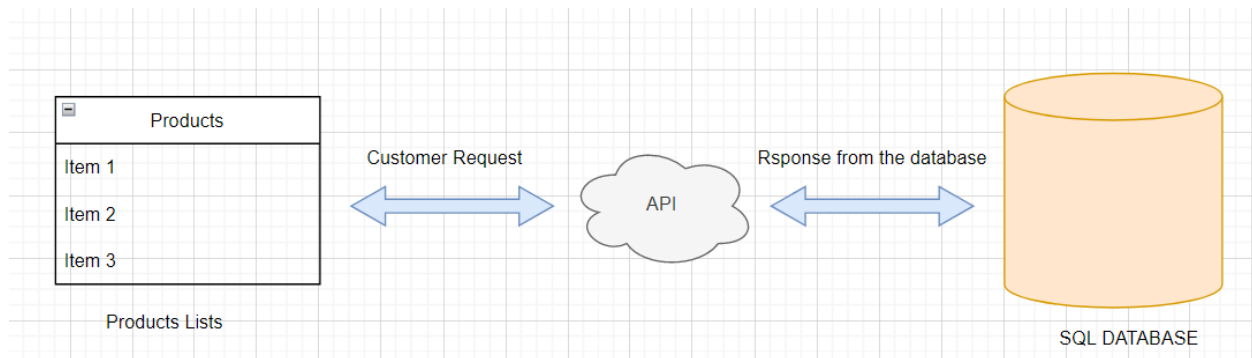 Products
Item 1
Item 2
Item 3
Products Lists
Customer Request
API
Rsponse from the database
SQL DATABASE